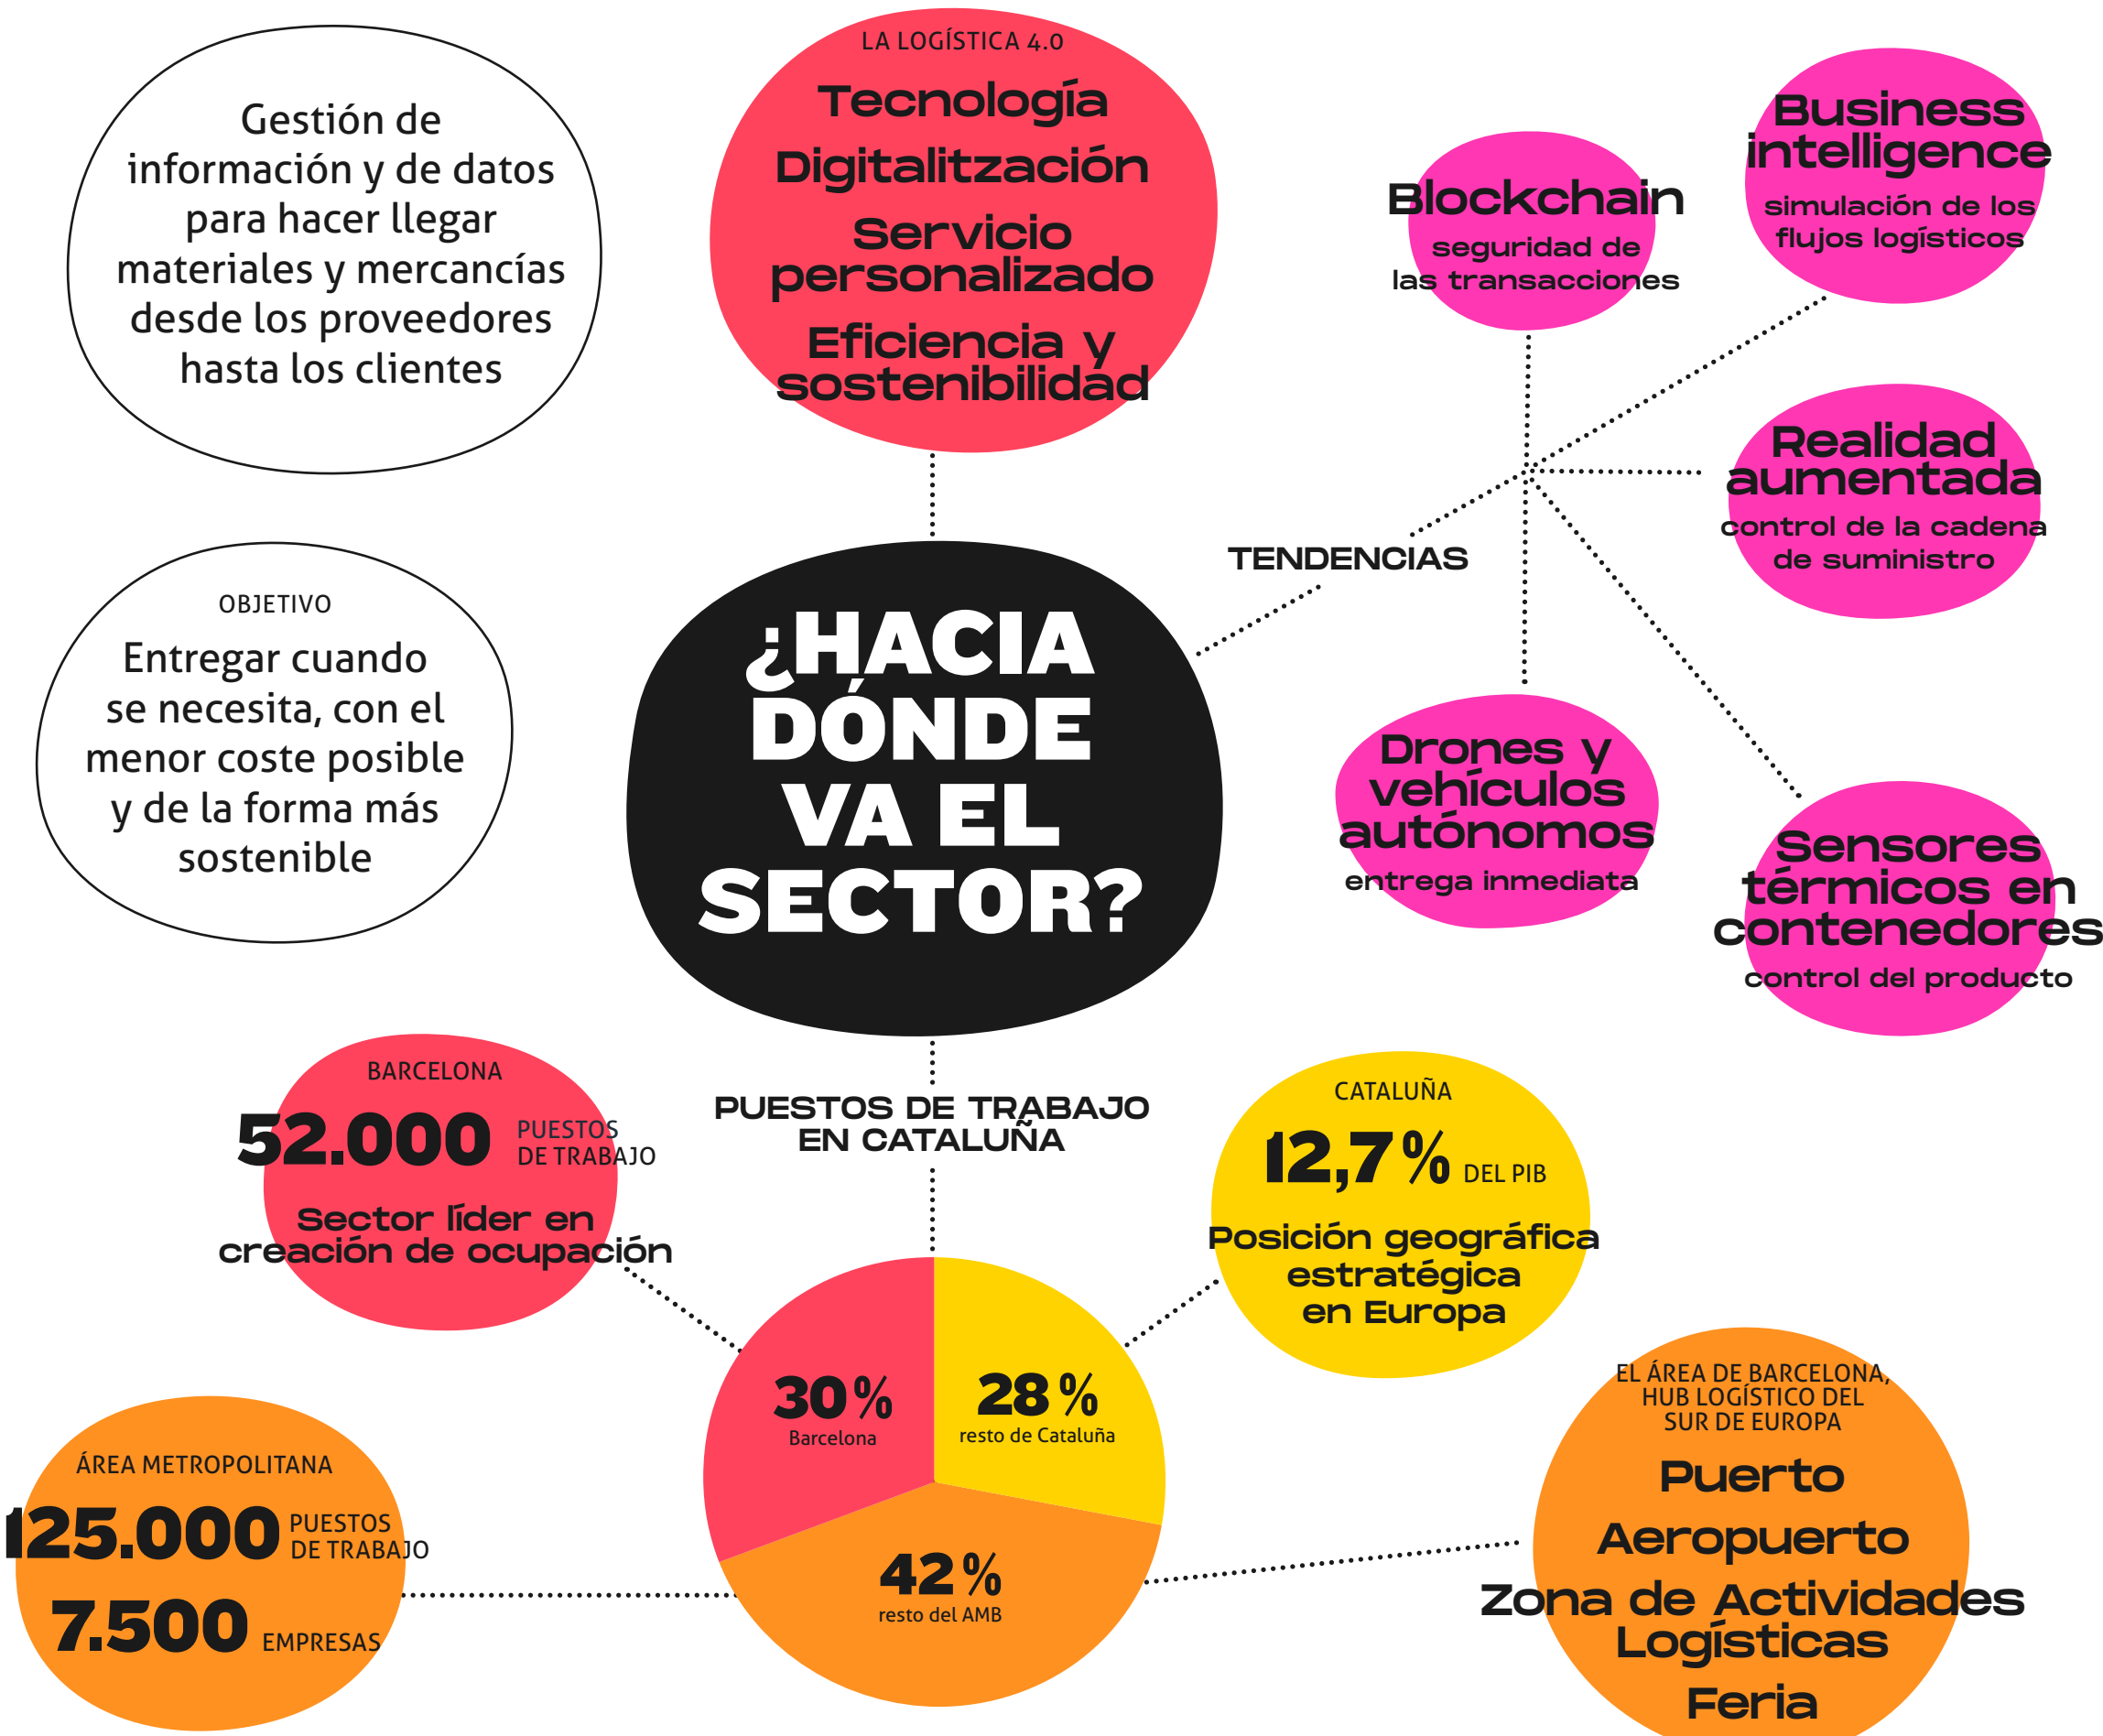 Gestión de
información y de datos
para hacer llegar
materiales y mercancías
desde los proveedores
hasta los clientes
LA LOGÍSTICA 4.0
Tecnología
Digitalitzación
Servicio
personalizado
Eficiencia y
sostenibilidad
Blockchain
seguridad de
las transacciones
Business
intelligence
simulación de los
flujos logísticos
Realidad
aumentada
control de la cadena
de suministro
TENDENCIAS
OBJETIVO
Entregar cuando
se necesita, con el
menor coste posible
y de la forma más
sostenible
¿HACIA
DÓNDE
VA EL
SECTOR?
Drones y
vehículos
autónomos
entrega inmediata
Sensores
térmicos en
contenedores
control del producto
BARCELONA
52.000 PUESTOS
DE TRABAJO
Sector líder en
creación de ocupación
PUESTOS DE TRABAJO
EN CATALUÑA
CATALUÑA
12,7% DEL PIB
Posición geográfica
estratégica
en Europa
30%
Barcelona
28%
resto de Cataluña
42%
resto del AMB
ÁREA METROPOLITANA
125.000 PUESTOS
DE TRABAJO
7.500 EMPRESAS
EL ÁREA DE BARCELONA,
HUB LOGÍSTICO DEL
SUR DE EUROPA
Puerto
Aeropuerto
Zona de Actividades
Logísticas
Feria